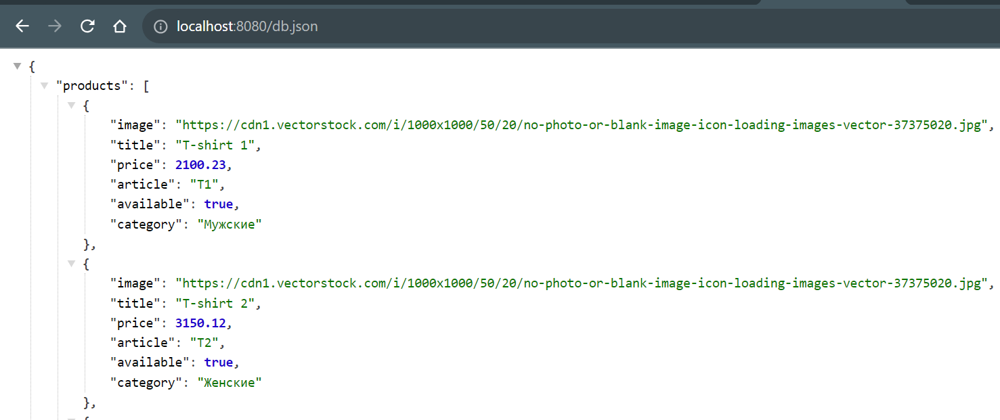 localhost:8080/db.json
{
"products": [
{
"image": "https://cdn1.vectorstock.com/i/1000x1000/50/20/no-photo-or-blank-image-icon-loading-images-vector-37375020.jpg",
"title": "T-shirt 1",
"price": 2100.23,
"article": "T1",
"available": true,
"category": "Мужские"
},
{
"image": "https://cdn1.vectorstock.com/i/1000x1000/50/20/no-photo-or-blank-image-icon-loading-images-vector-37375020.jpg",
"title": "T-shirt 2",
"price": 3150.12,
"article": "T2",
"available": true,
"category": "Женские"
},
{